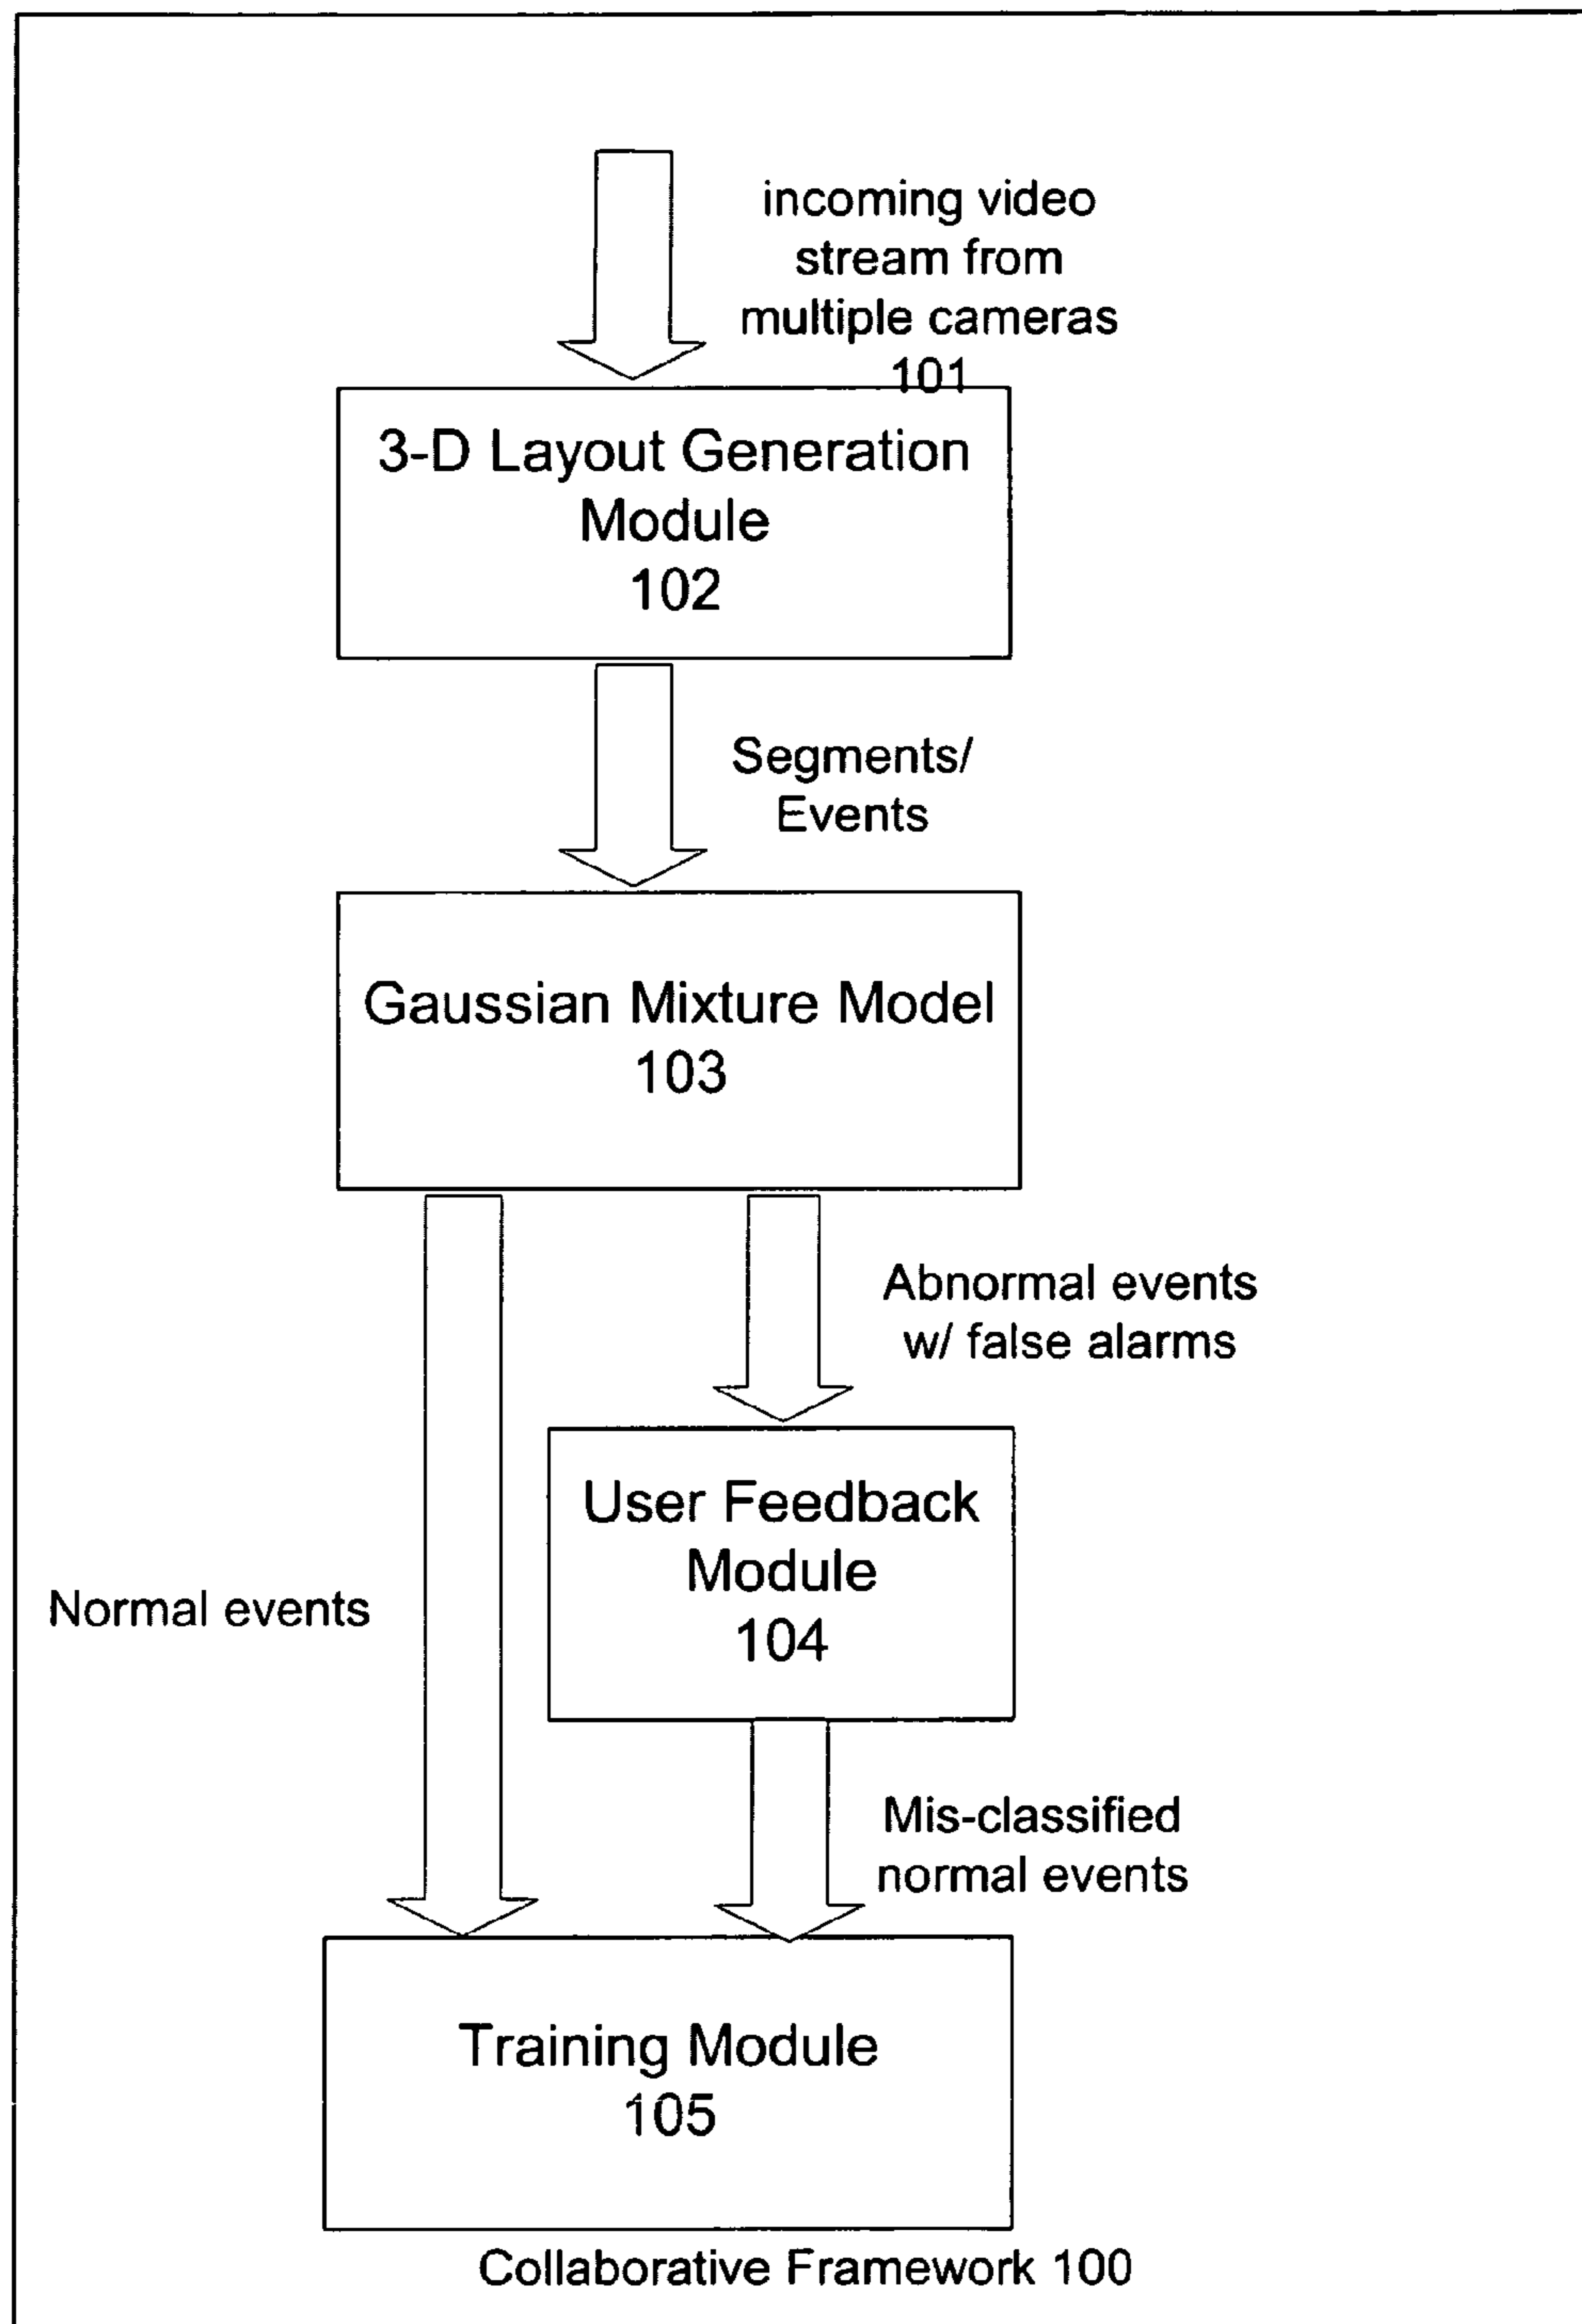 incoming video
stream from
multiple cameras
101
3-D Layout Generation
Module
102
Segments/
Events
Gaussian Mixture Model
103
Abnormal events
w/ false alarms
User Feedback
Module
104
Normal events
Mis-classified
normal events
Training Module
105
Collaborative Framework 100